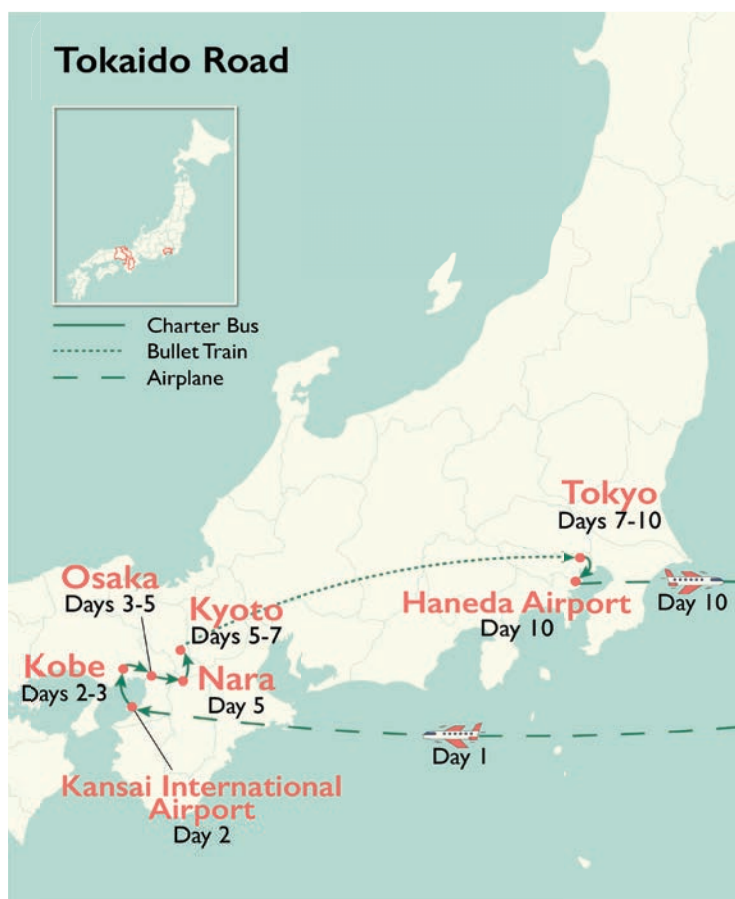 Tokaido Road
Charter Bus
Bullet Train
Airplane
Tokyo
Days 7-10
Haneda Airport
Day 10
Day 10
Osaka
Days 3-5
Kyoto
Days 5-7
Kobe
Days 2-3
Nara
Day 5
Day 1
Kansai International
Airport
Day 2